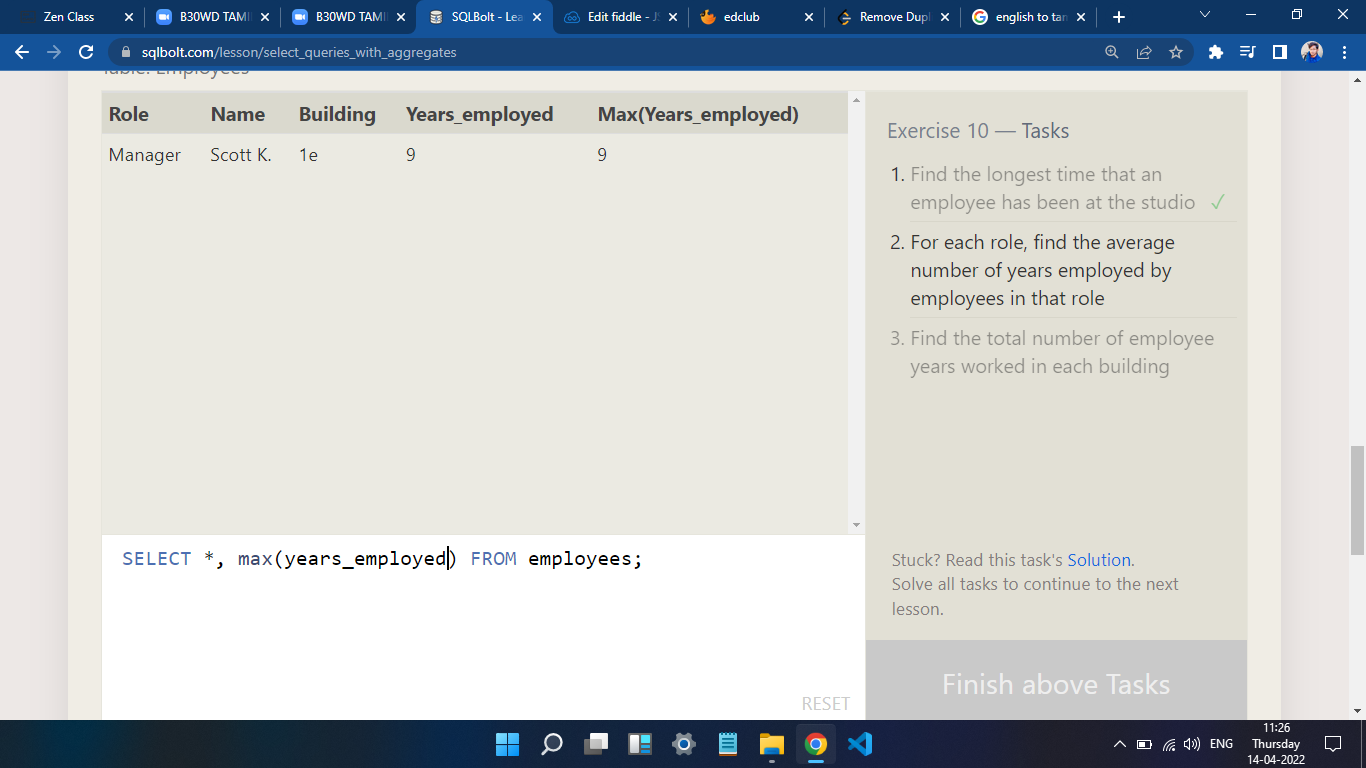 Zen Class
B30WD TAMI
B30WD TAMI
SQLBolt - Lea
Edit fiddle - JS
edclub
Remove Dupl
english to tam
sqlbolt.com/lesson/select_queries_with_aggregates
Table: Employees
Role Name Building Years_employed Max(Years_employed)
Manager Scott K. 1e 9 9
SELECT *, max(years_employed) FROM employees;
RESET
Exercise 10 — Tasks
1. Find the longest time that an
employee has been at the studio ✓
2. For each role, find the average
number of years employed by
employees in that role
3. Find the total number of employee
years worked in each building
Stuck? Read this task's Solution.
Solve all tasks to continue to the next
lesson.
Finish above Tasks
ENG
11:26
Thursday
14-04-2022